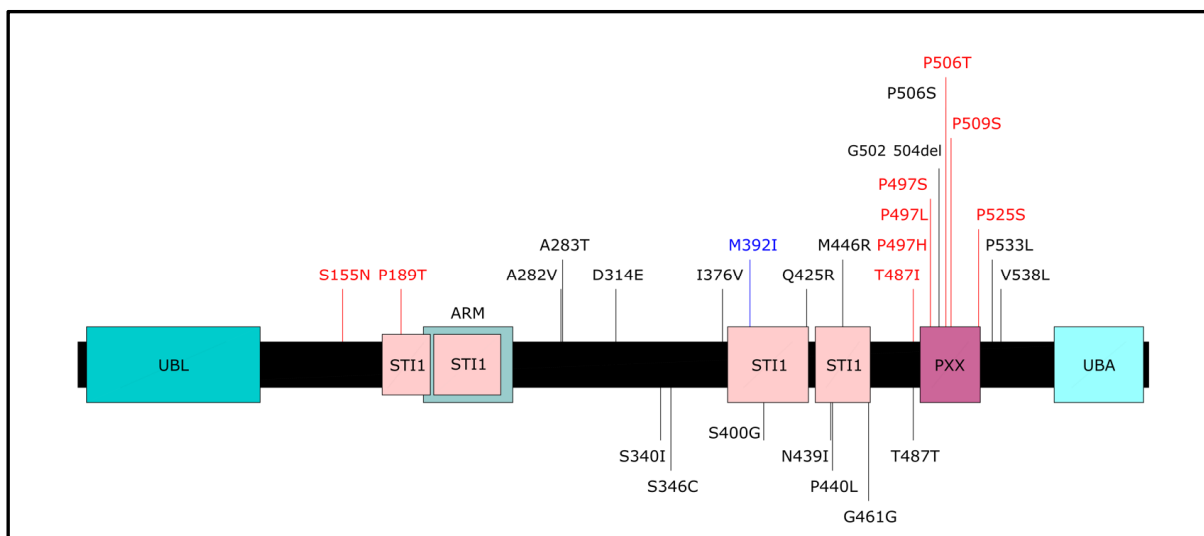 P506T
P506S
P509S
G502 504del
P497S
P497L
P525S
A283T
M392I
M446R
P497H
P533L
S155N
P189T
A282V
D314E
I376V
Q425R
T487I
V538L
ARM
UBL
STI1
STI1
STI1
STI1
PXX
UBA
S400G
S340I
N439I
T487T
S346C
P440L
G461G